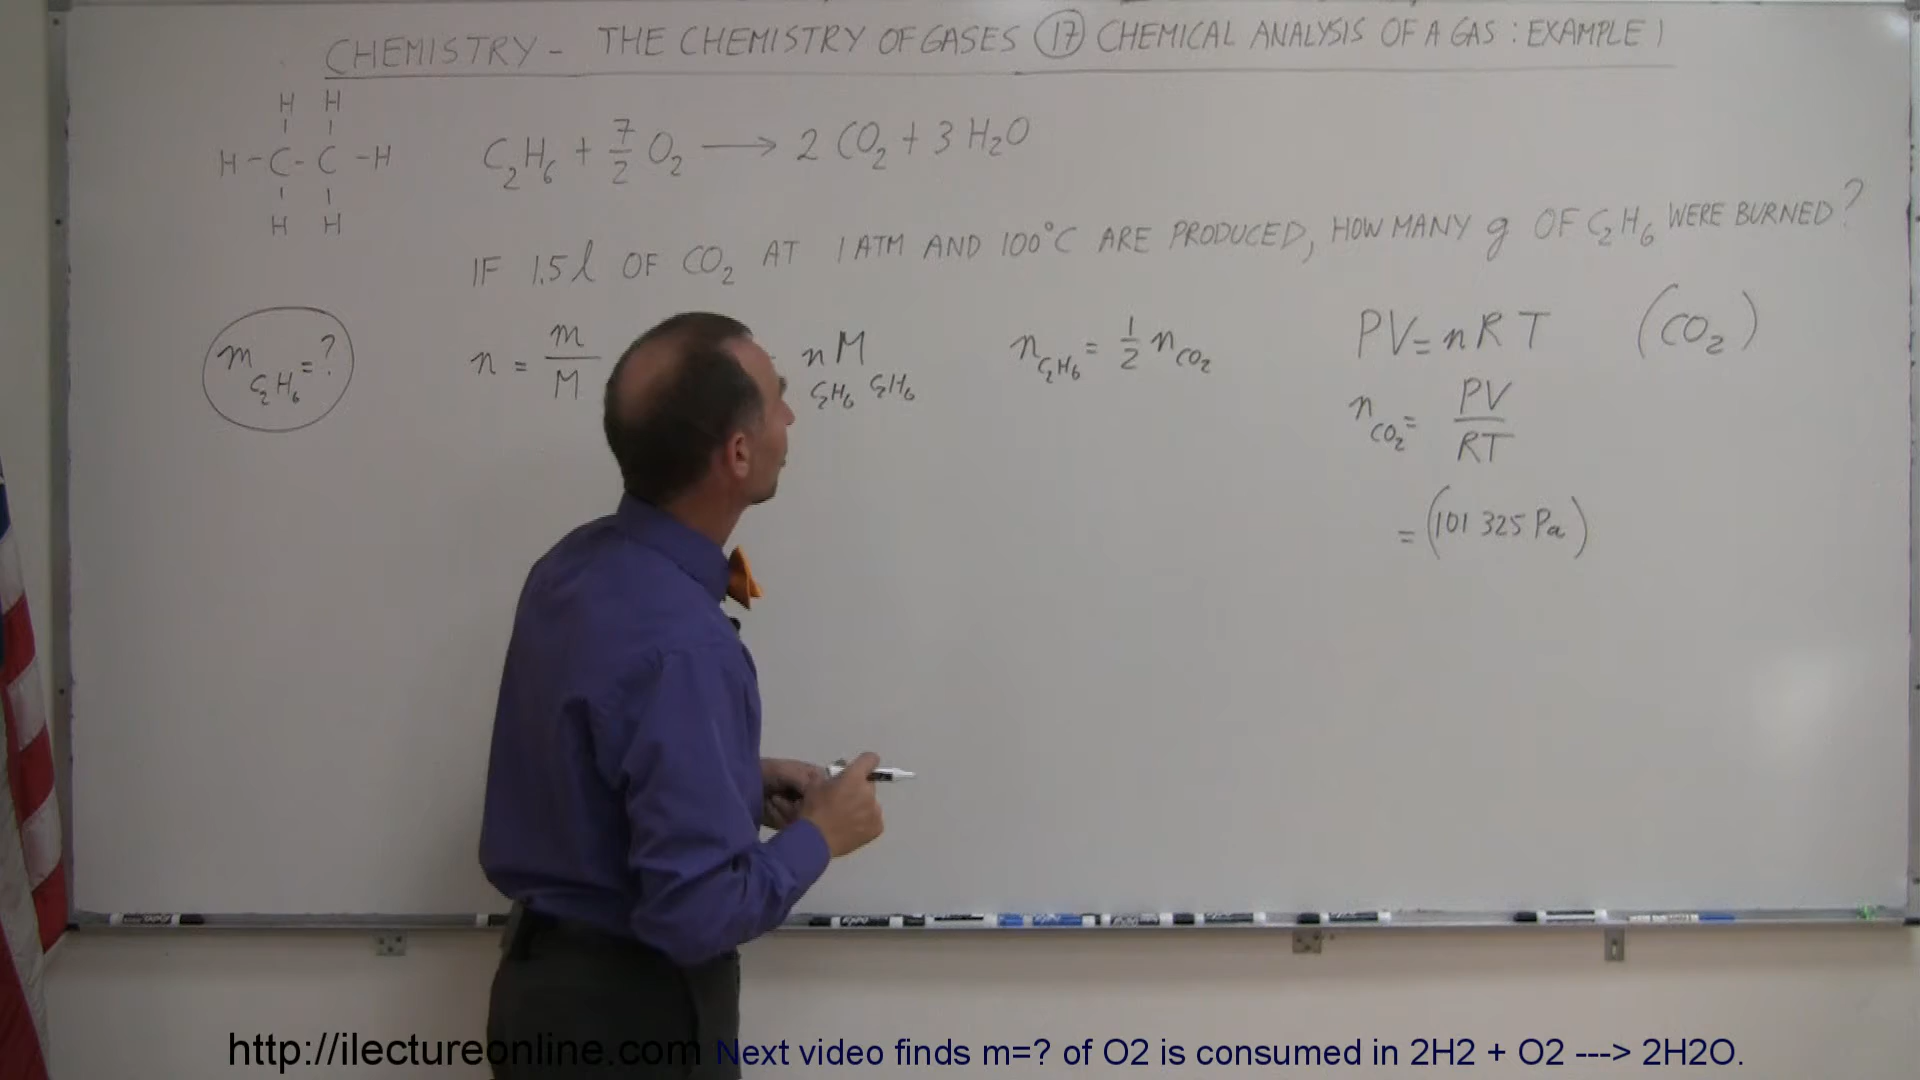 CHEMISTRY - THE CHEMISTRY OF GASES 17 CHEMICAL ANALYSIS OF A GAS : EXAMPLE 1
H H
H - C - C - H
H H
C2H6 + 7/2 O2 → 2 CO2 + 3 H2O
IF 1.5 l OF CO2 AT 1 ATM AND 100°C ARE PRODUCED, HOW MANY g OF C2H6 WERE BURNED?
m C2H6 = ?
n = m/M
nM
C2H6 C2H6
n C2H6 = 1/2 n CO2
PV = nRT (CO2)
n CO2 = PV/RT
= (101 325 Pa)
http://ilectureonline.com Next video finds m=? of O2 is consumed in 2H2 + O2 ---> 2H2O.